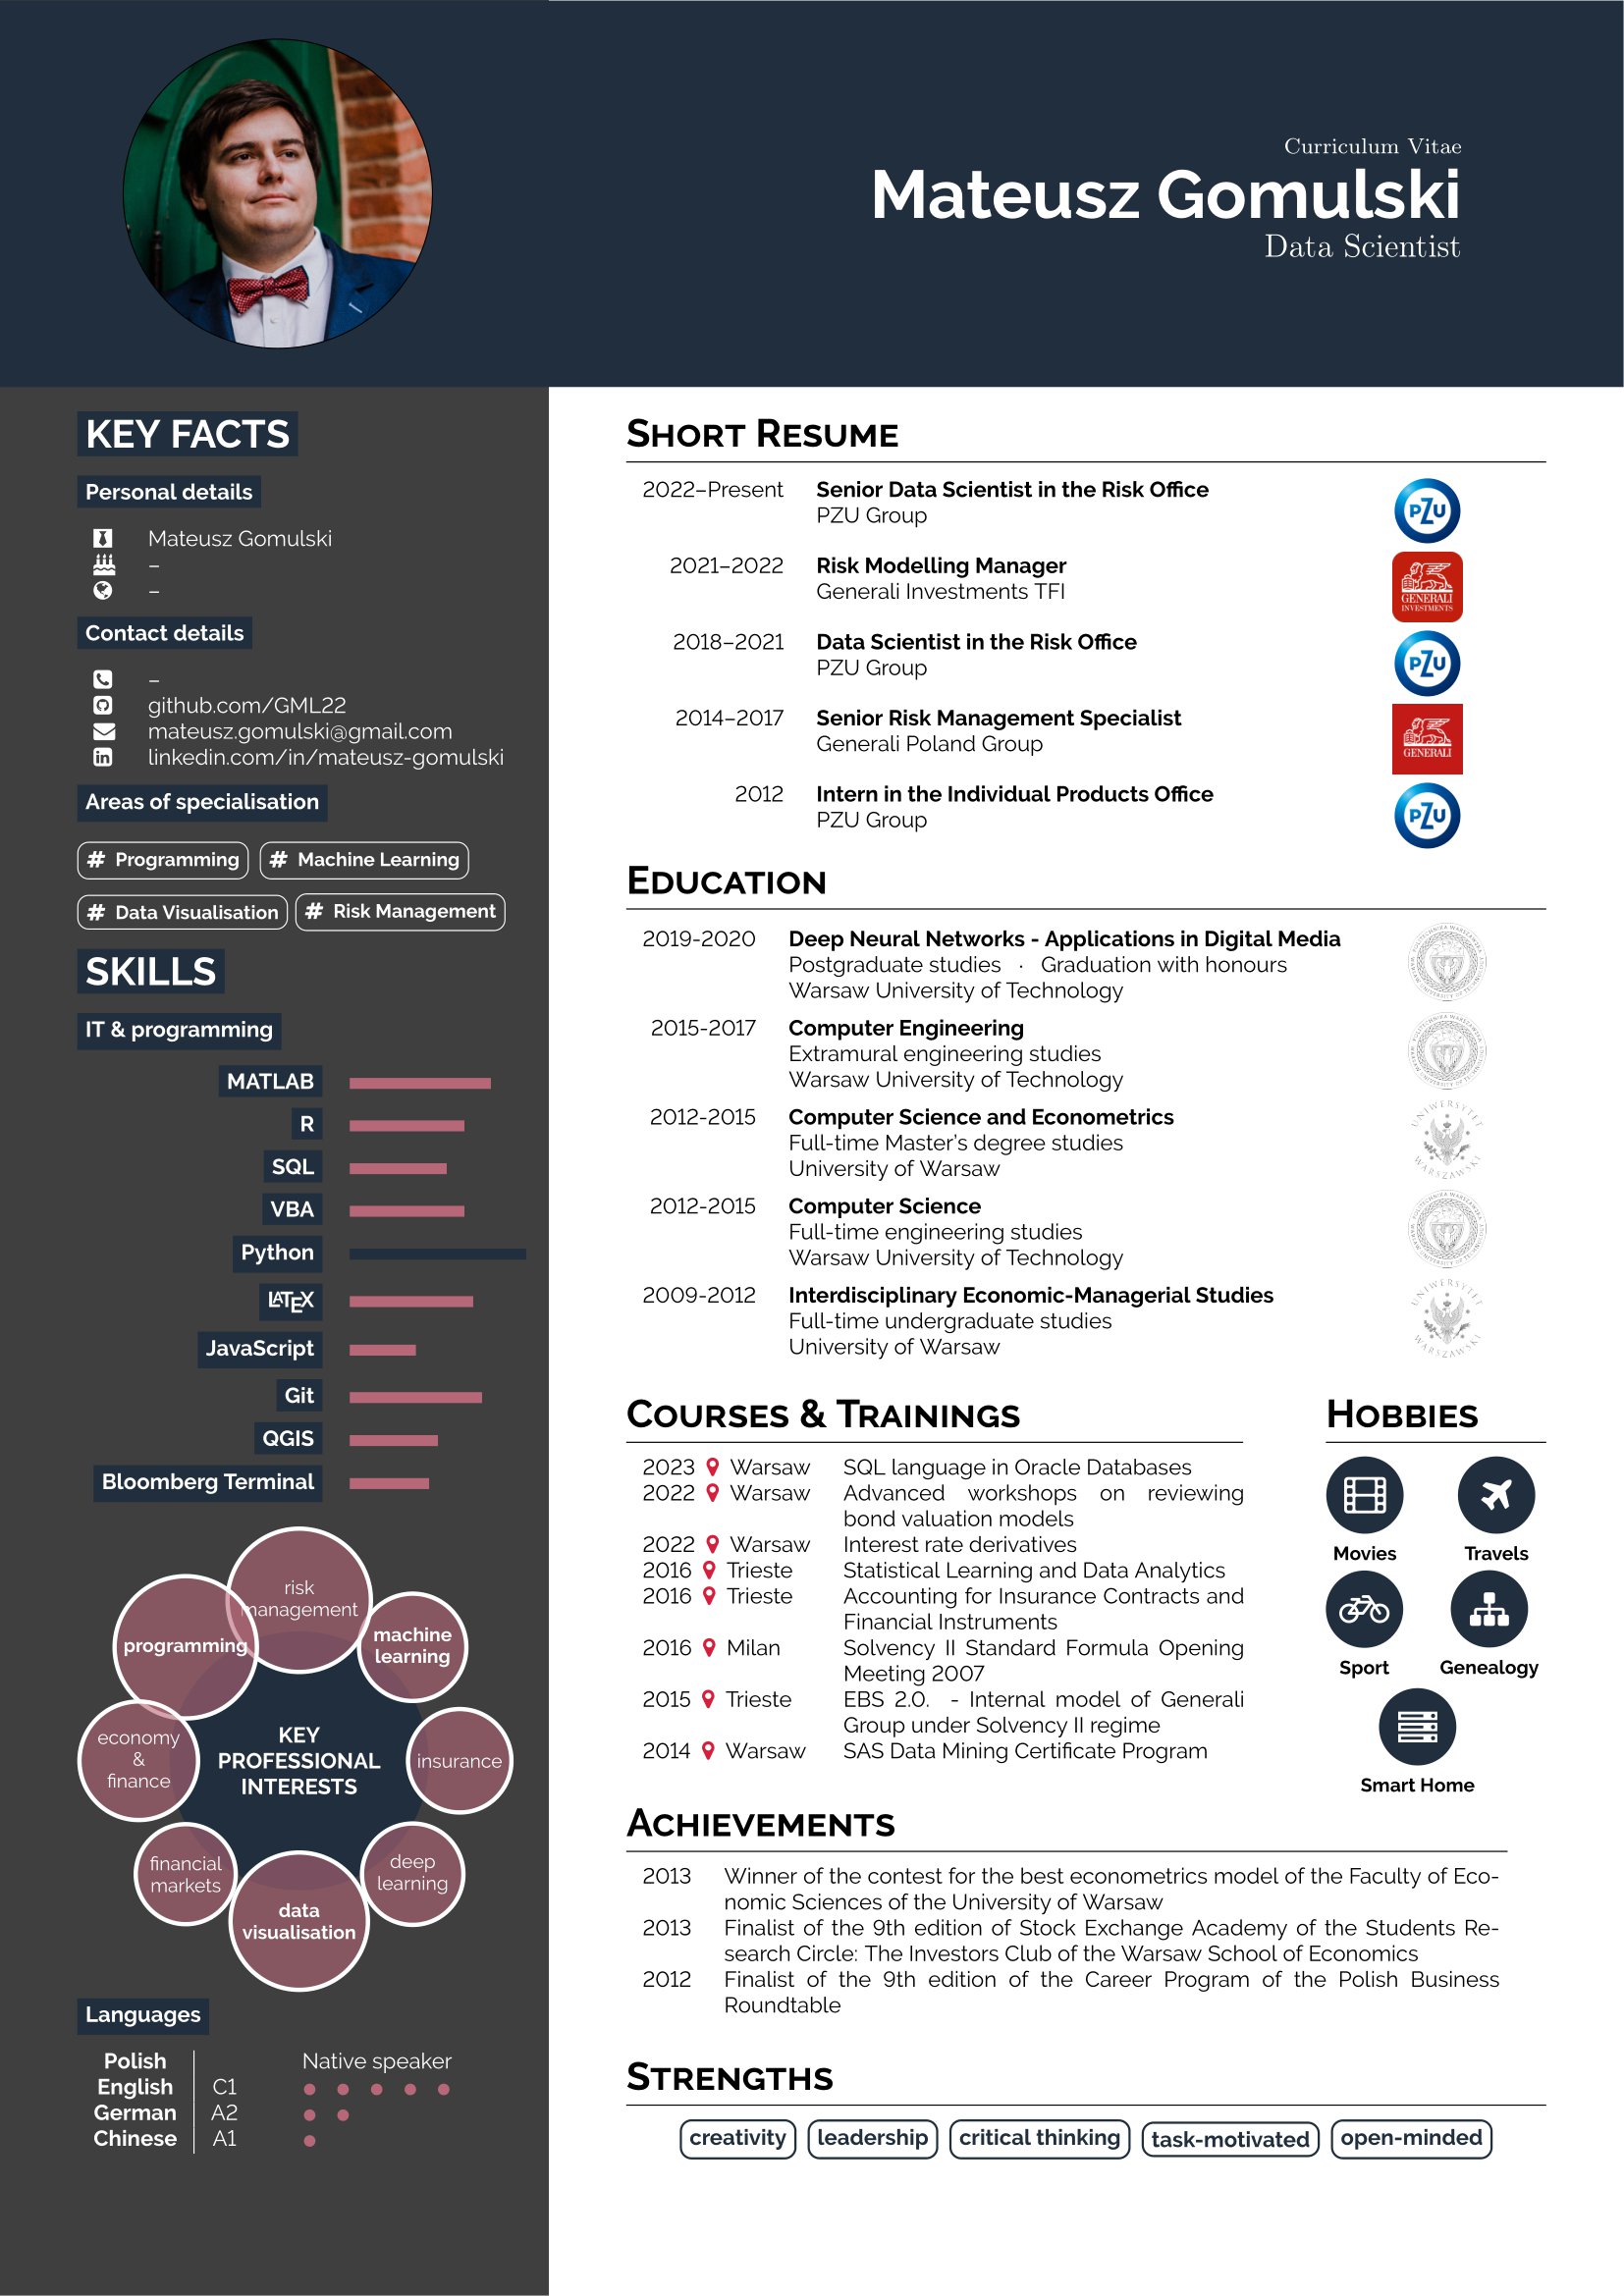 Curriculum Vitae
Mateusz Gomulski
Data Scientist
KEY FACTS
Personal details
Mateusz Gomulski
–
–
Contact details
–
github.com/GML22
mateusz.gomulski@gmail.com
linkedin.com/in/mateusz-gomulski
Areas of specialisation
# Programming
# Machine Learning
# Data Visualisation
# Risk Management
SKILLS
IT & programming
MATLAB
R
SQL
VBA
Python
LATEX
JavaScript
Git
QGIS
Bloomberg Terminal
risk
management
programming
machine
learning
economy
&
finance
KEY
PROFESSIONAL
INTERESTS
insurance
financial
markets
deep
learning
data
visualisation
Languages
Polish Native speaker
English C1
German A2
Chinese A1
SHORT RESUME
2022–Present Senior Data Scientist in the Risk Office
PZU Group
PZU
2021–2022 Risk Modelling Manager
Generali Investments TFI
GENERALI
INVESTMENTS
2018–2021 Data Scientist in the Risk Office
PZU Group
PZU
2014–2017 Senior Risk Management Specialist
Generali Poland Group
GENERALI
2012 Intern in the Individual Products Office
PZU Group
PZU
EDUCATION
2019-2020 Deep Neural Networks - Applications in Digital Media
Postgraduate studies · Graduation with honours
Warsaw University of Technology
2015-2017 Computer Engineering
Extramural engineering studies
Warsaw University of Technology
2012-2015 Computer Science and Econometrics
Full-time Master's degree studies
University of Warsaw
UNIWERSYTET
WARSZAWSKI
2012-2015 Computer Science
Full-time engineering studies
Warsaw University of Technology
2009-2012 Interdisciplinary Economic-Managerial Studies
Full-time undergraduate studies
University of Warsaw
UNIWERSYTET
WARSZAWSKI
COURSES & TRAININGS
2023 Warsaw SQL language in Oracle Databases
2022 Warsaw Advanced workshops on reviewing
bond valuation models
2022 Warsaw Interest rate derivatives
2016 Trieste Statistical Learning and Data Analytics
2016 Trieste Accounting for Insurance Contracts and
Financial Instruments
2016 Milan Solvency II Standard Formula Opening
Meeting 2007
2015 Trieste EBS 2.0. - Internal model of Generali
Group under Solvency II regime
2014 Warsaw SAS Data Mining Certificate Program
HOBBIES
Movies
Travels
Sport
Genealogy
Smart Home
ACHIEVEMENTS
2013 Winner of the contest for the best econometrics model of the Faculty of Eco-
nomic Sciences of the University of Warsaw
2013 Finalist of the 9th edition of Stock Exchange Academy of the Students Re-
search Circle: The Investors Club of the Warsaw School of Economics
2012 Finalist of the 9th edition of the Career Program of the Polish Business
Roundtable
STRENGTHS
creativity
leadership
critical thinking
task-motivated
open-minded